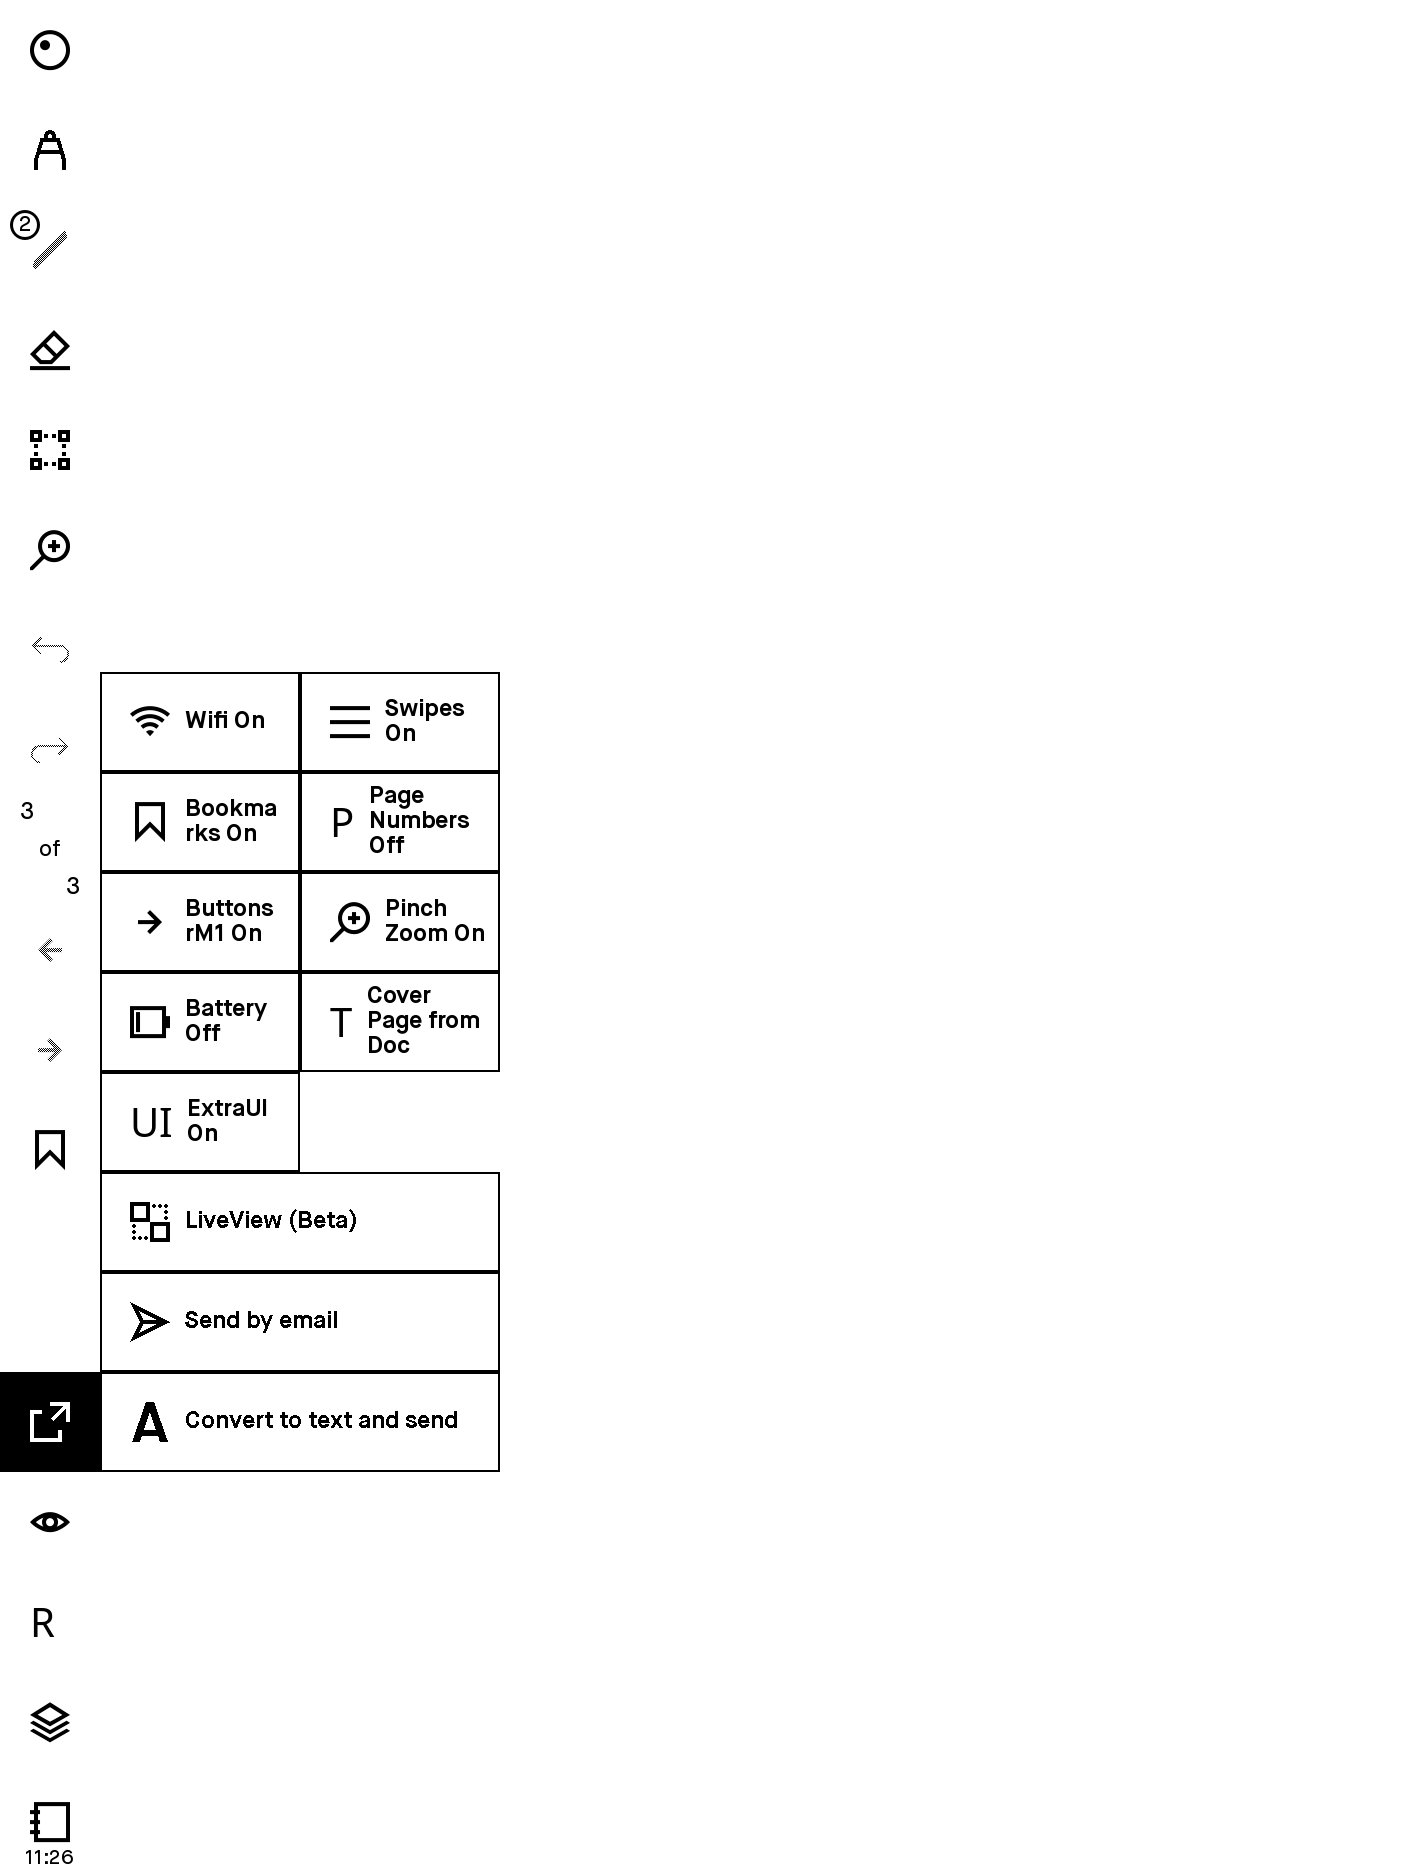 2
3
of
3
Wifi On
Swipes
On
Bookma
rks On
P
Page
Numbers
Off
Buttons
rM1 On
Pinch
Zoom On
Battery
Off
T
Cover
Page from
Doc
UI
ExtraUI
On
LiveView (Beta)
Send by email
A
Convert to text and send
R
11:26